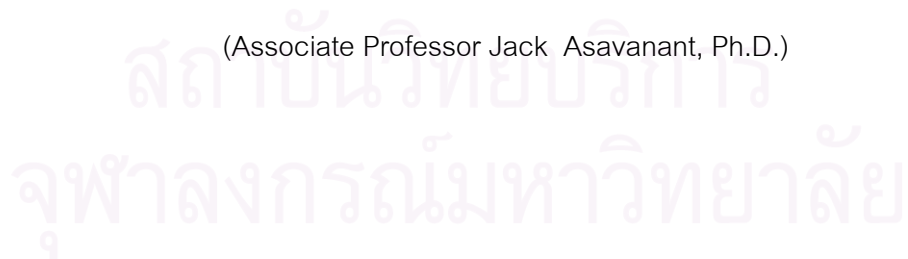 (Associate Professor Jack Asavanant, Ph.D.)
สถาบันวิทยบริการ
จุฬาลงกรณ์มหาวิทยาลัย